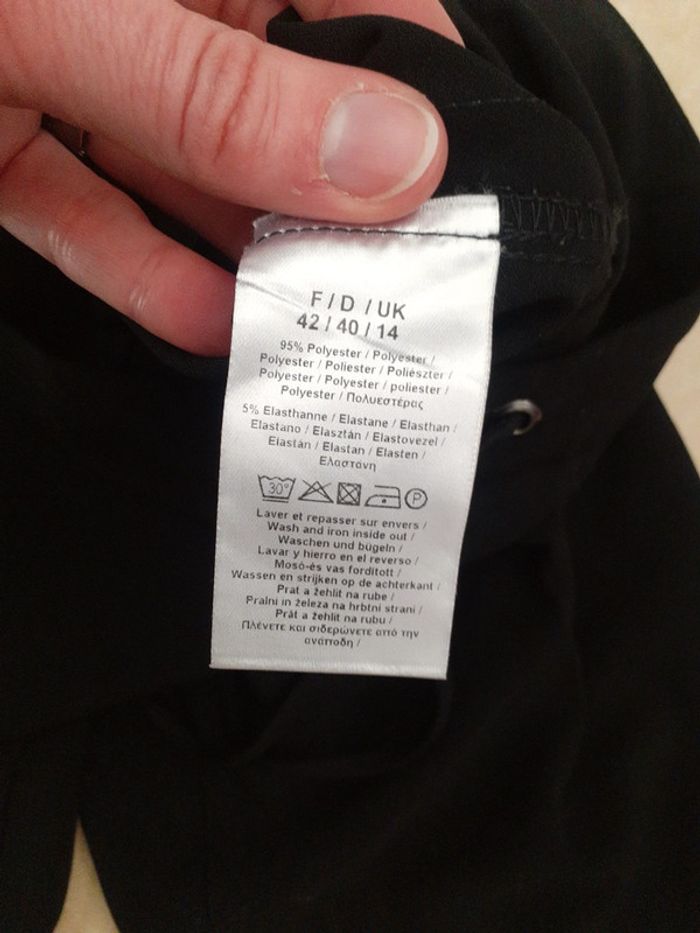 F / D / UK
42 / 40 / 14
95% Polyester / Polyester /
Polyester / Poliester / Poliészter /
Polyester / Polyester / poliester /
Polyester / Πολυεστέρας
5% Elasthanne / Elastane / Elasthan /
Elastano / Elasztán / Elastovezel /
Elastán / Elastan / Elasten /
Ελαστάνη
30° P
Laver et repasser sur envers /
Wash and iron inside out /
Waschen und bügeln /
Lavar y hierro en el reverso /
Mosó-és vas fordított /
Wassen en strijken op de achterkant /
Prat a žehlit na rube /
Pralni in železa na hrbtni strani /
Prát a žehlit na rubu /
Πλένετε και σιδερώνετε από την
ανάποδη /